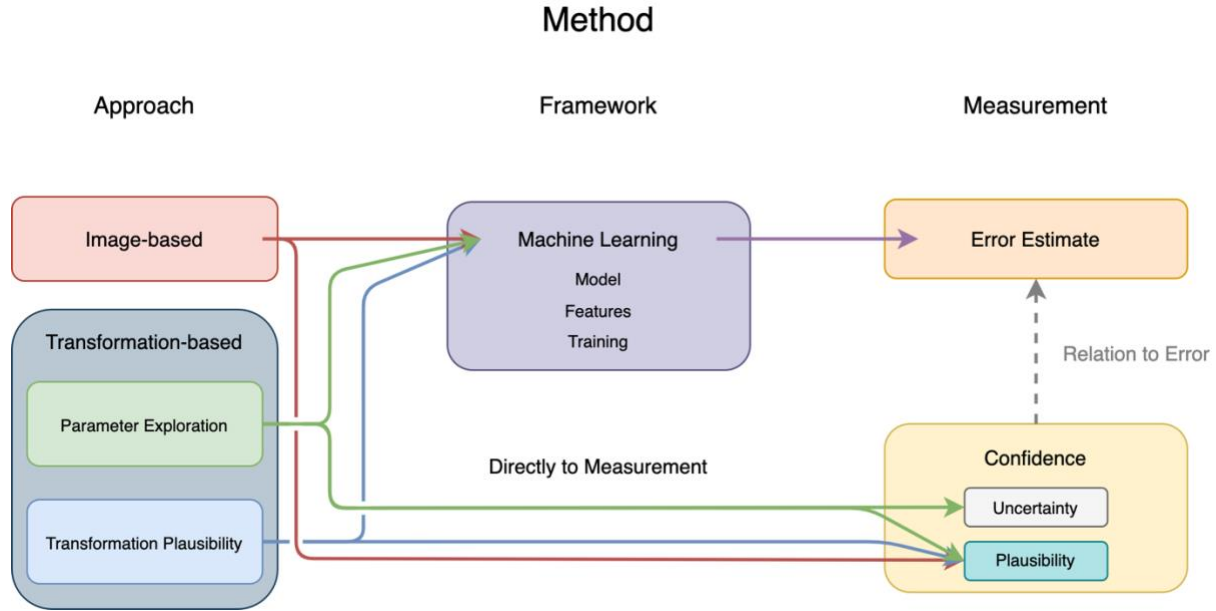 Method
Approach
Framework
Measurement
Image-based
Machine Learning
Model
Features
Training
Error Estimate
Transformation-based
Parameter Exploration
Transformation Plausibility
Directly to Measurement
Relation to Error
Confidence
Uncertainty
Plausibility